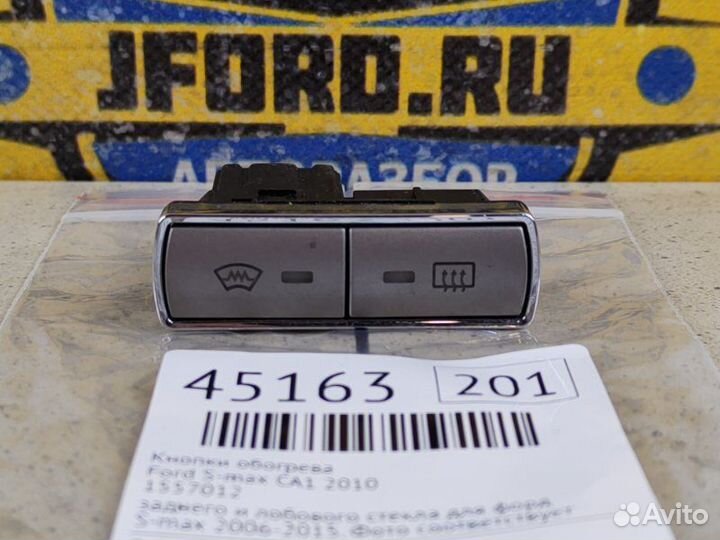 JFORD.RU
АВТОРАЗБОР
45163 201
Кнопки обогрева
Ford S-max CA1 2010
1557012
заднего и лобового стекла для форд
S-max 2006-2015. Фото соответствует
Avito